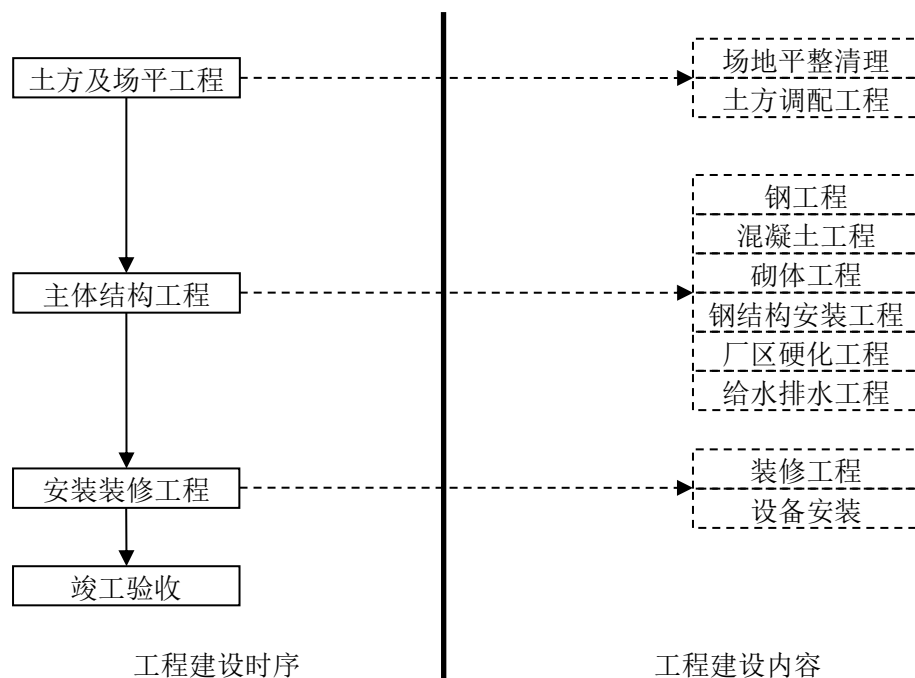 土方及场平工程
场地平整清理
土方调配工程
钢工程
混凝土工程
砌体工程
主体结构工程
钢结构安装工程
厂区硬化工程
给水排水工程
安装装修工程
装修工程
设备安装
竣工验收
工程建设时序
工程建设内容